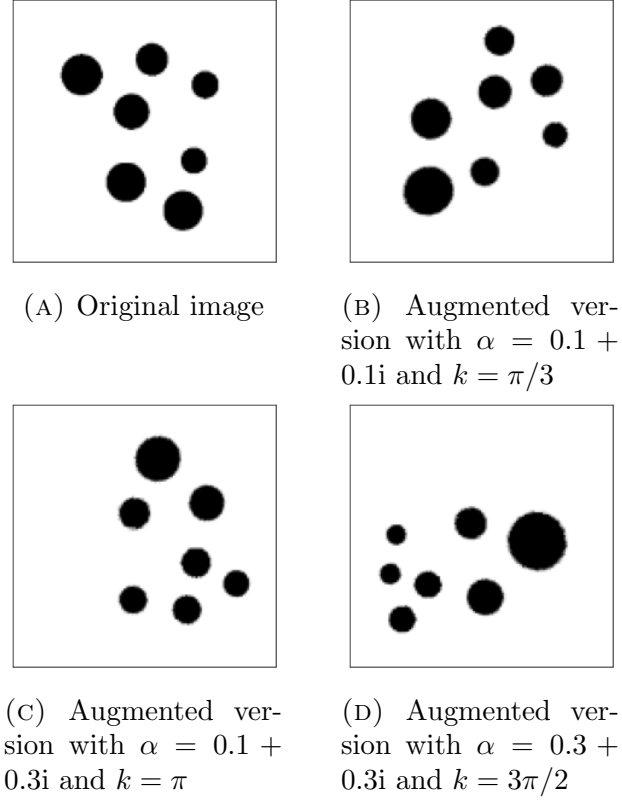 (A) Original image
(B) Augmented ver-
sion with α = 0.1 +
0.1i and k = π/3
(C) Augmented ver-
sion with α = 0.1 +
0.3i and k = π
(D) Augmented ver-
sion with α = 0.3 +
0.3i and k = 3π/2